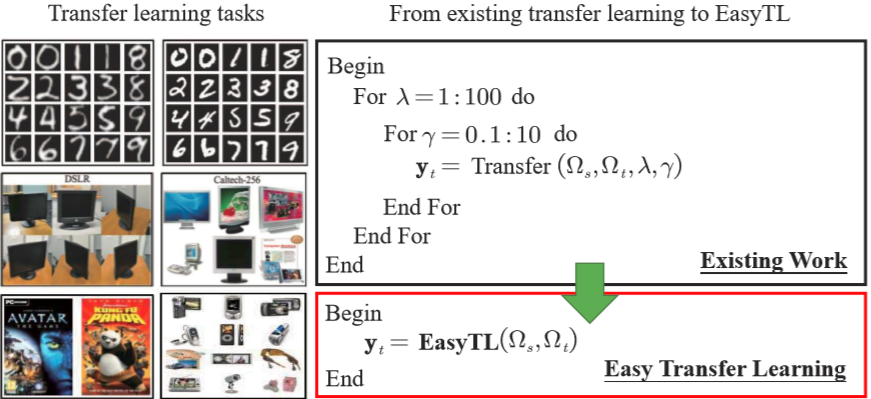 Transfer learning tasks
From existing transfer learning to EasyTL
0 0 1 1 8
2 2 3 3 8
4 4 5 5 9
6 6 7 7 9
0 0 1 1 8
2 2 3 3 8
4 4 5 5 9
6 6 7 7 9
DSLR
Caltech-256
PC
AVATAR
THE GAME
KUNG FU
PANDA
Begin
For λ = 1 : 100 do
For γ = 0.1 : 10 do
y_t = Transfer (Ω_s, Ω_t, λ, γ)
End For
End For
End
Existing Work
Begin
y_t = EasyTL(Ω_s, Ω_t)
End
Easy Transfer Learning